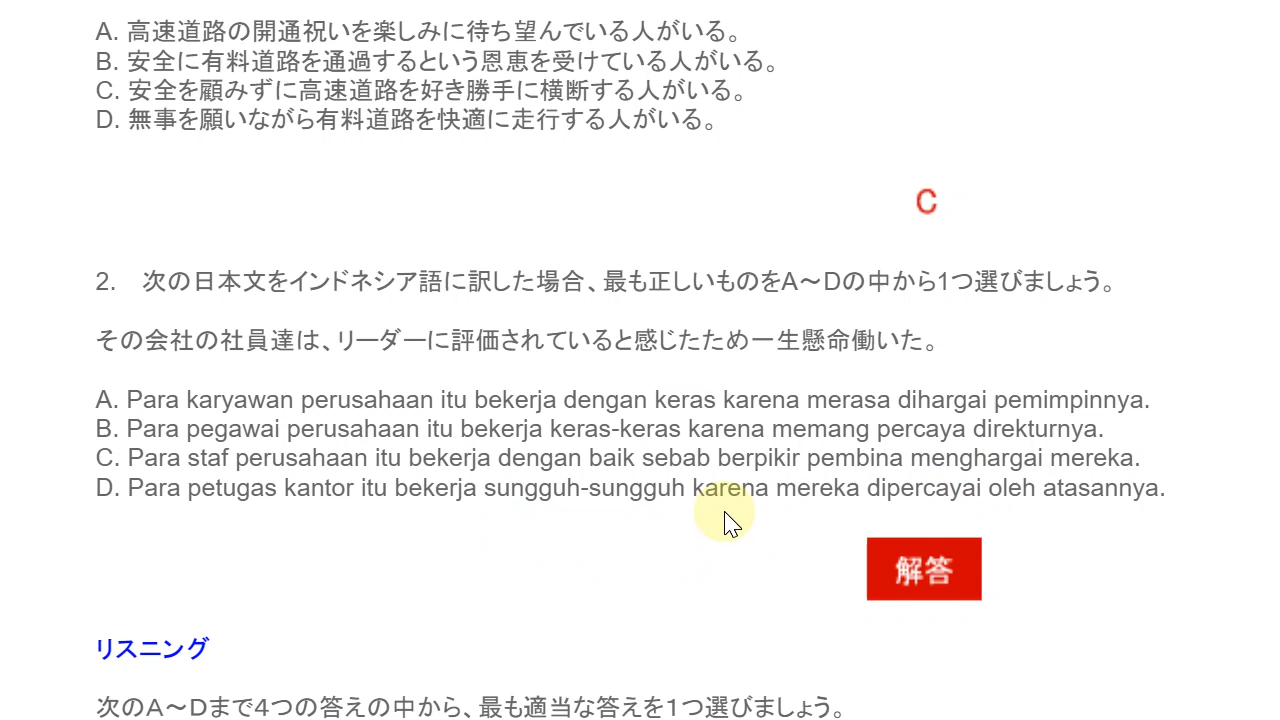 A. 高速道路の開通祝いを楽しみに待ち望んでいる人がいる。
B. 安全に有料道路を通過するという恩恵を受けている人がいる。
C. 安全を顧みずに高速道路を好き勝手に横断する人がいる。
D. 無事を願いながら有料道路を快適に走行する人がいる。
C
2.　次の日本文をインドネシア語に訳した場合、最も正しいものをA～Dの中から1つ選びましょう。
その会社の社員達は、リーダーに評価されていると感じたため一生懸命働いた。
A. Para karyawan perusahaan itu bekerja dengan keras karena merasa dihargai pemimpinnya.
B. Para pegawai perusahaan itu bekerja keras-keras karena memang percaya direkturnya.
C. Para staf perusahaan itu bekerja dengan baik sebab berpikir pembina menghargai mereka.
D. Para petugas kantor itu bekerja sungguh-sungguh karena mereka dipercayai oleh atasannya.
解答
リスニング
次のＡ～Ｄまで４つの答えの中から、最も適当な答えを１つ選びましょう。